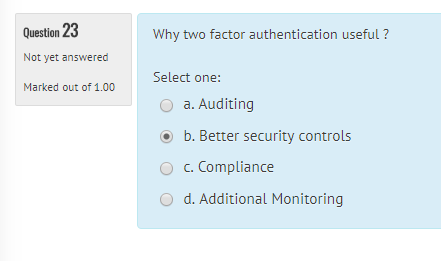 Question 23
Not yet answered
Marked out of 1.00
Why two factor authentication useful ?
Select one:
a. Auditing
b. Better security controls
c. Compliance
d. Additional Monitoring